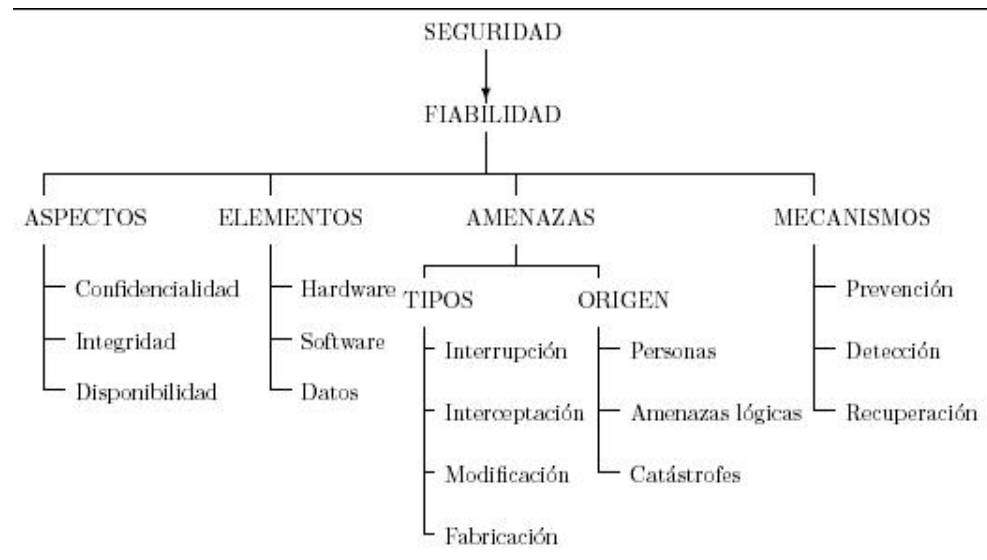 SEGURIDAD
FIABILIDAD
ASPECTOS ELEMENTOS AMENAZAS MECANISMOS
Confidencialidad
Integridad
Disponibilidad
Hardware
Software
Datos
TIPOS
Interrupción
Interceptación
Modificación
Fabricación
ORIGEN
Personas
Amenazas lógicas
Catástrofes
Prevención
Detección
Recuperación